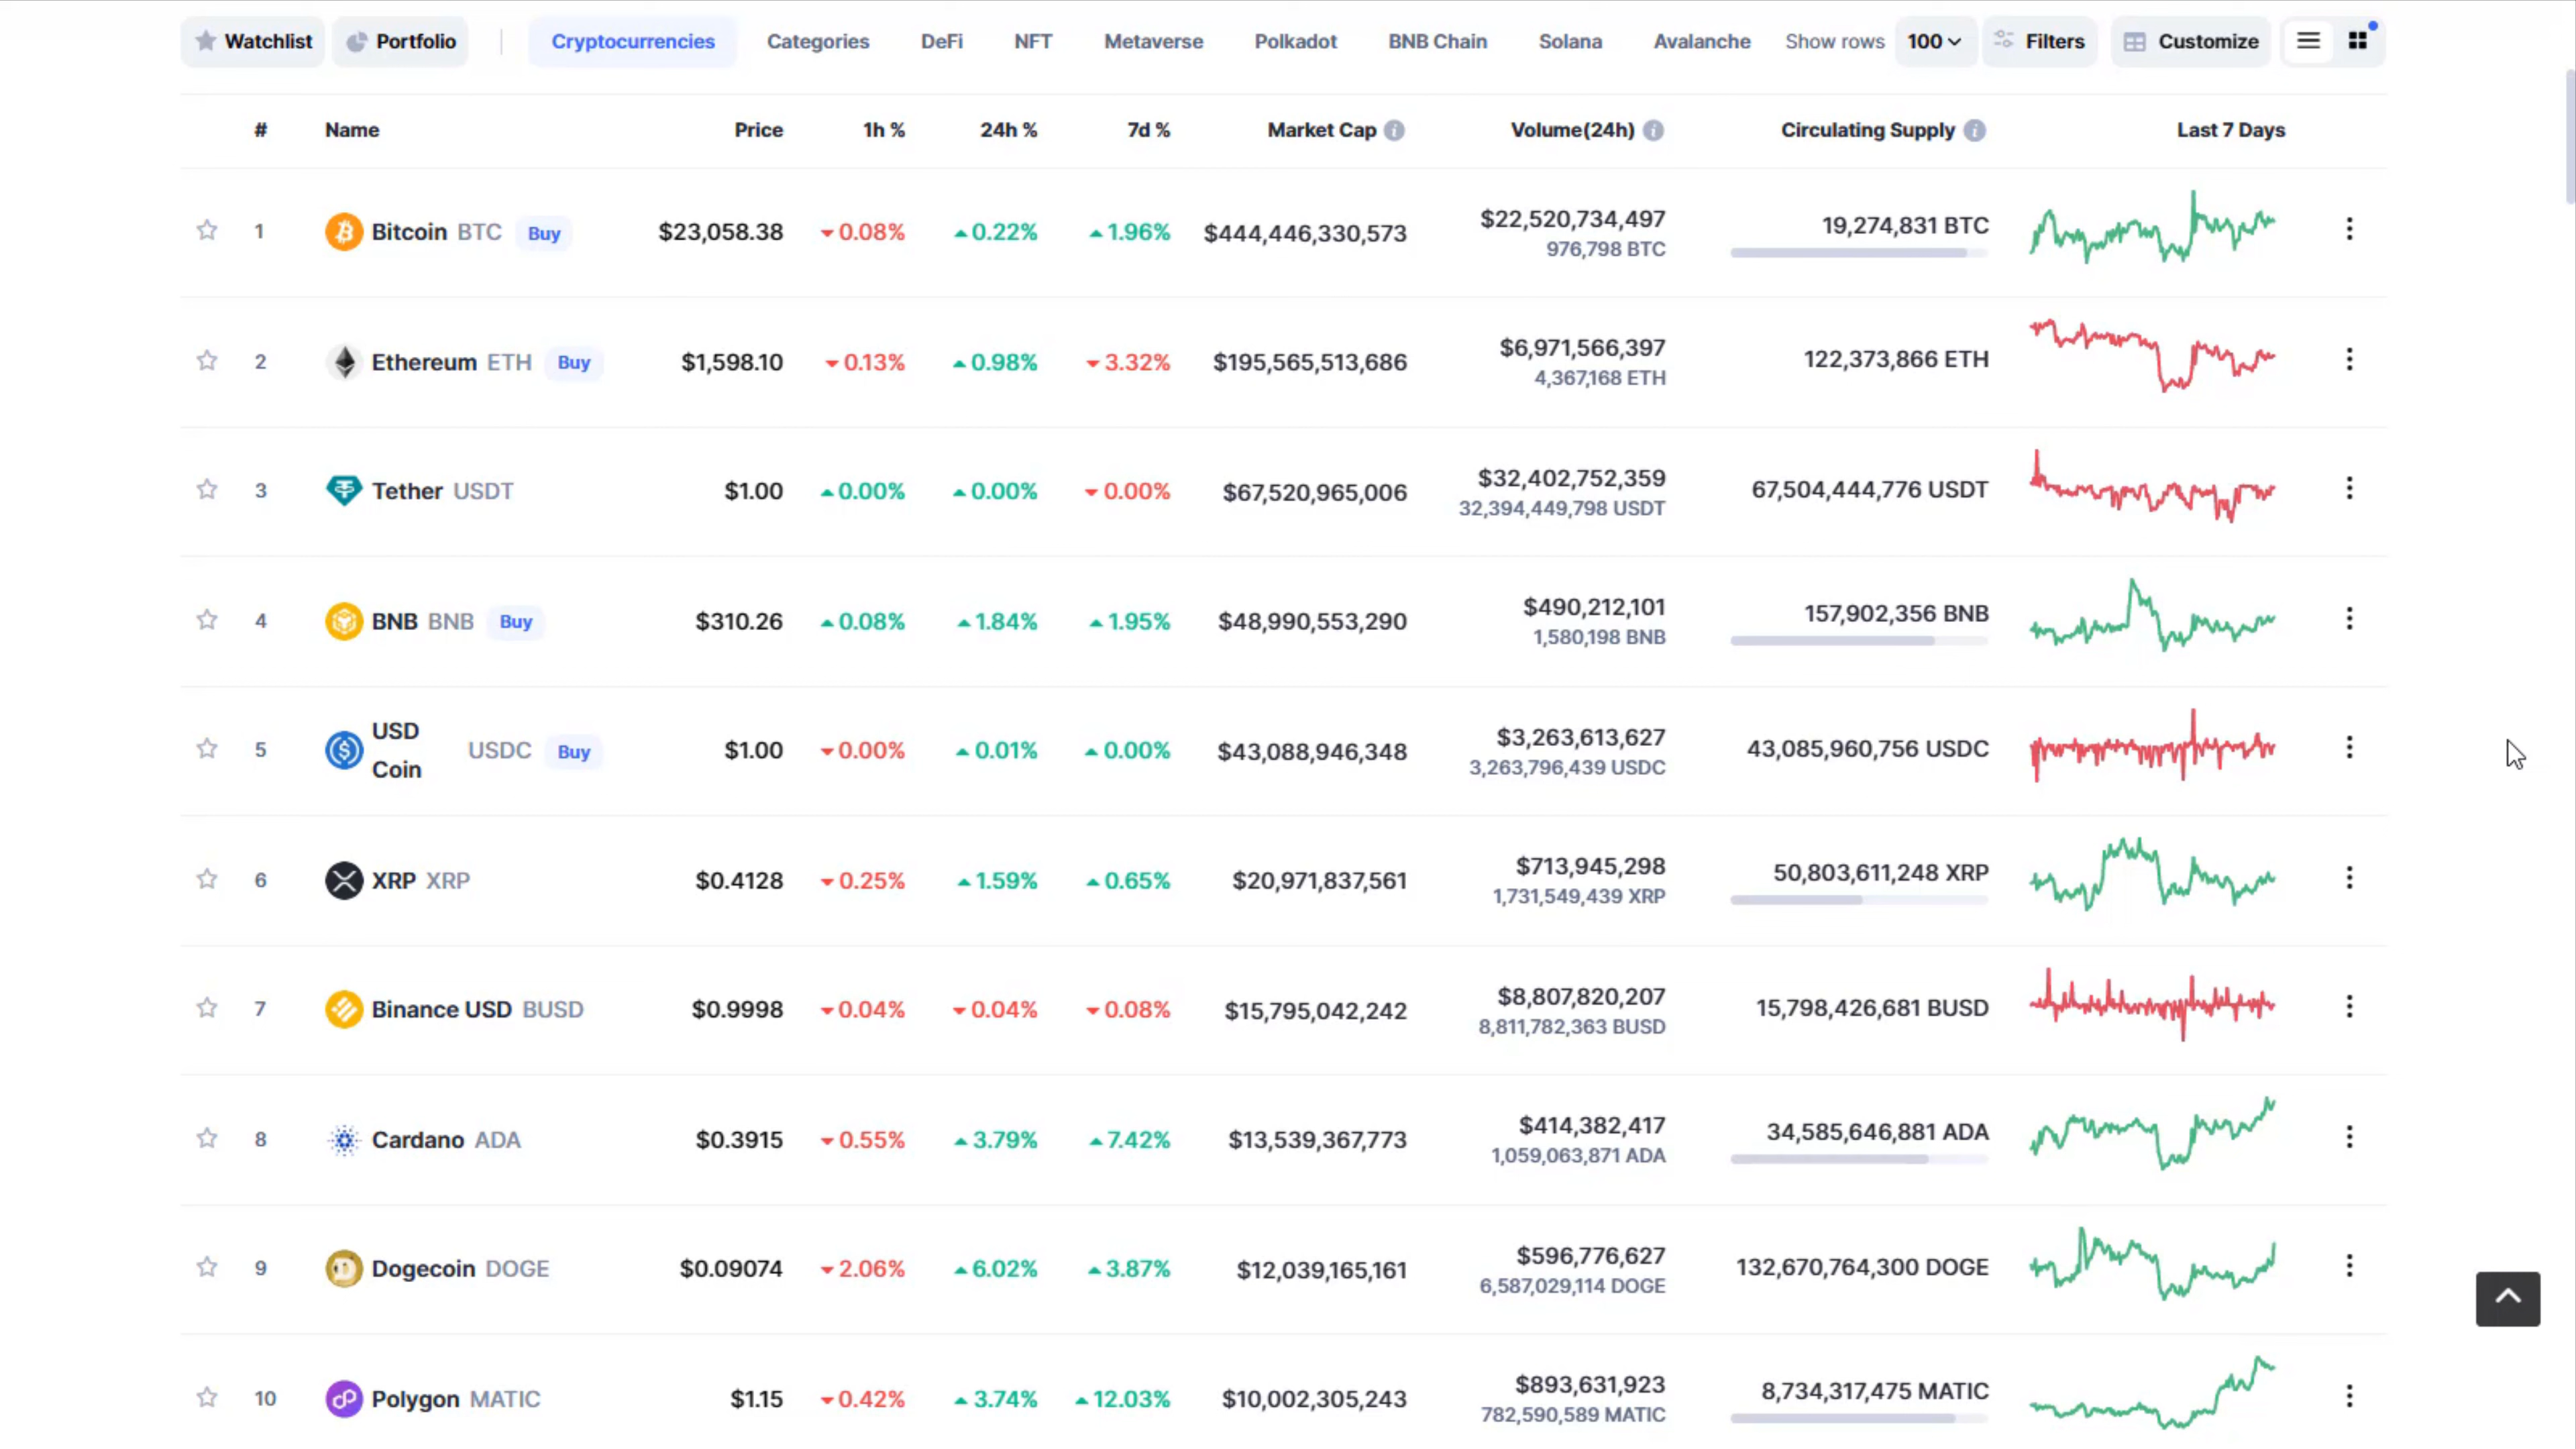 Watchlist Portfolio Cryptocurrencies Categories DeFi NFT Metaverse Polkadot BNB Chain Solana Avalanche Show rows 100 Filters Customize
# Name Price 1h % 24h % 7d % Market Cap Volume(24h) Circulating Supply Last 7 Days
1 Bitcoin BTC Buy $23,058.38 0.08% 0.22% 1.96% $444,446,330,573 $22,520,734,497 19,274,831 BTC
976,798 BTC
2 Ethereum ETH Buy $1,598.10 0.13% 0.98% 3.32% $195,565,513,686 $6,971,566,397 122,373,866 ETH
4,367,168 ETH
3 Tether USDT $1.00 0.00% 0.00% 0.00% $67,520,965,006 $32,402,752,359 67,504,444,776 USDT
32,394,449,798 USDT
4 BNB BNB Buy $310.26 0.08% 1.84% 1.95% $48,990,553,290 $490,212,101 157,902,356 BNB
1,580,198 BNB
5 USD Coin USDC Buy $1.00 0.00% 0.01% 0.00% $43,088,946,348 $3,263,613,627 43,085,960,756 USDC
3,263,796,439 USDC
6 XRP XRP $0.4128 0.25% 1.59% 0.65% $20,971,837,561 $713,945,298 50,803,611,248 XRP
1,731,549,439 XRP
7 Binance USD BUSD $0.9998 0.04% 0.04% 0.08% $15,795,042,242 $8,807,820,207 15,798,426,681 BUSD
8,811,782,363 BUSD
8 Cardano ADA $0.3915 0.55% 3.79% 7.42% $13,539,367,773 $414,382,417 34,585,646,881 ADA
1,059,063,871 ADA
9 Dogecoin DOGE $0.09074 2.06% 6.02% 3.87% $12,039,165,161 $596,776,627 132,670,764,300 DOGE
6,587,029,114 DOGE
10 Polygon MATIC $1.15 0.42% 3.74% 12.03% $10,002,305,243 $893,631,923 8,734,317,475 MATIC
782,590,589 MATIC